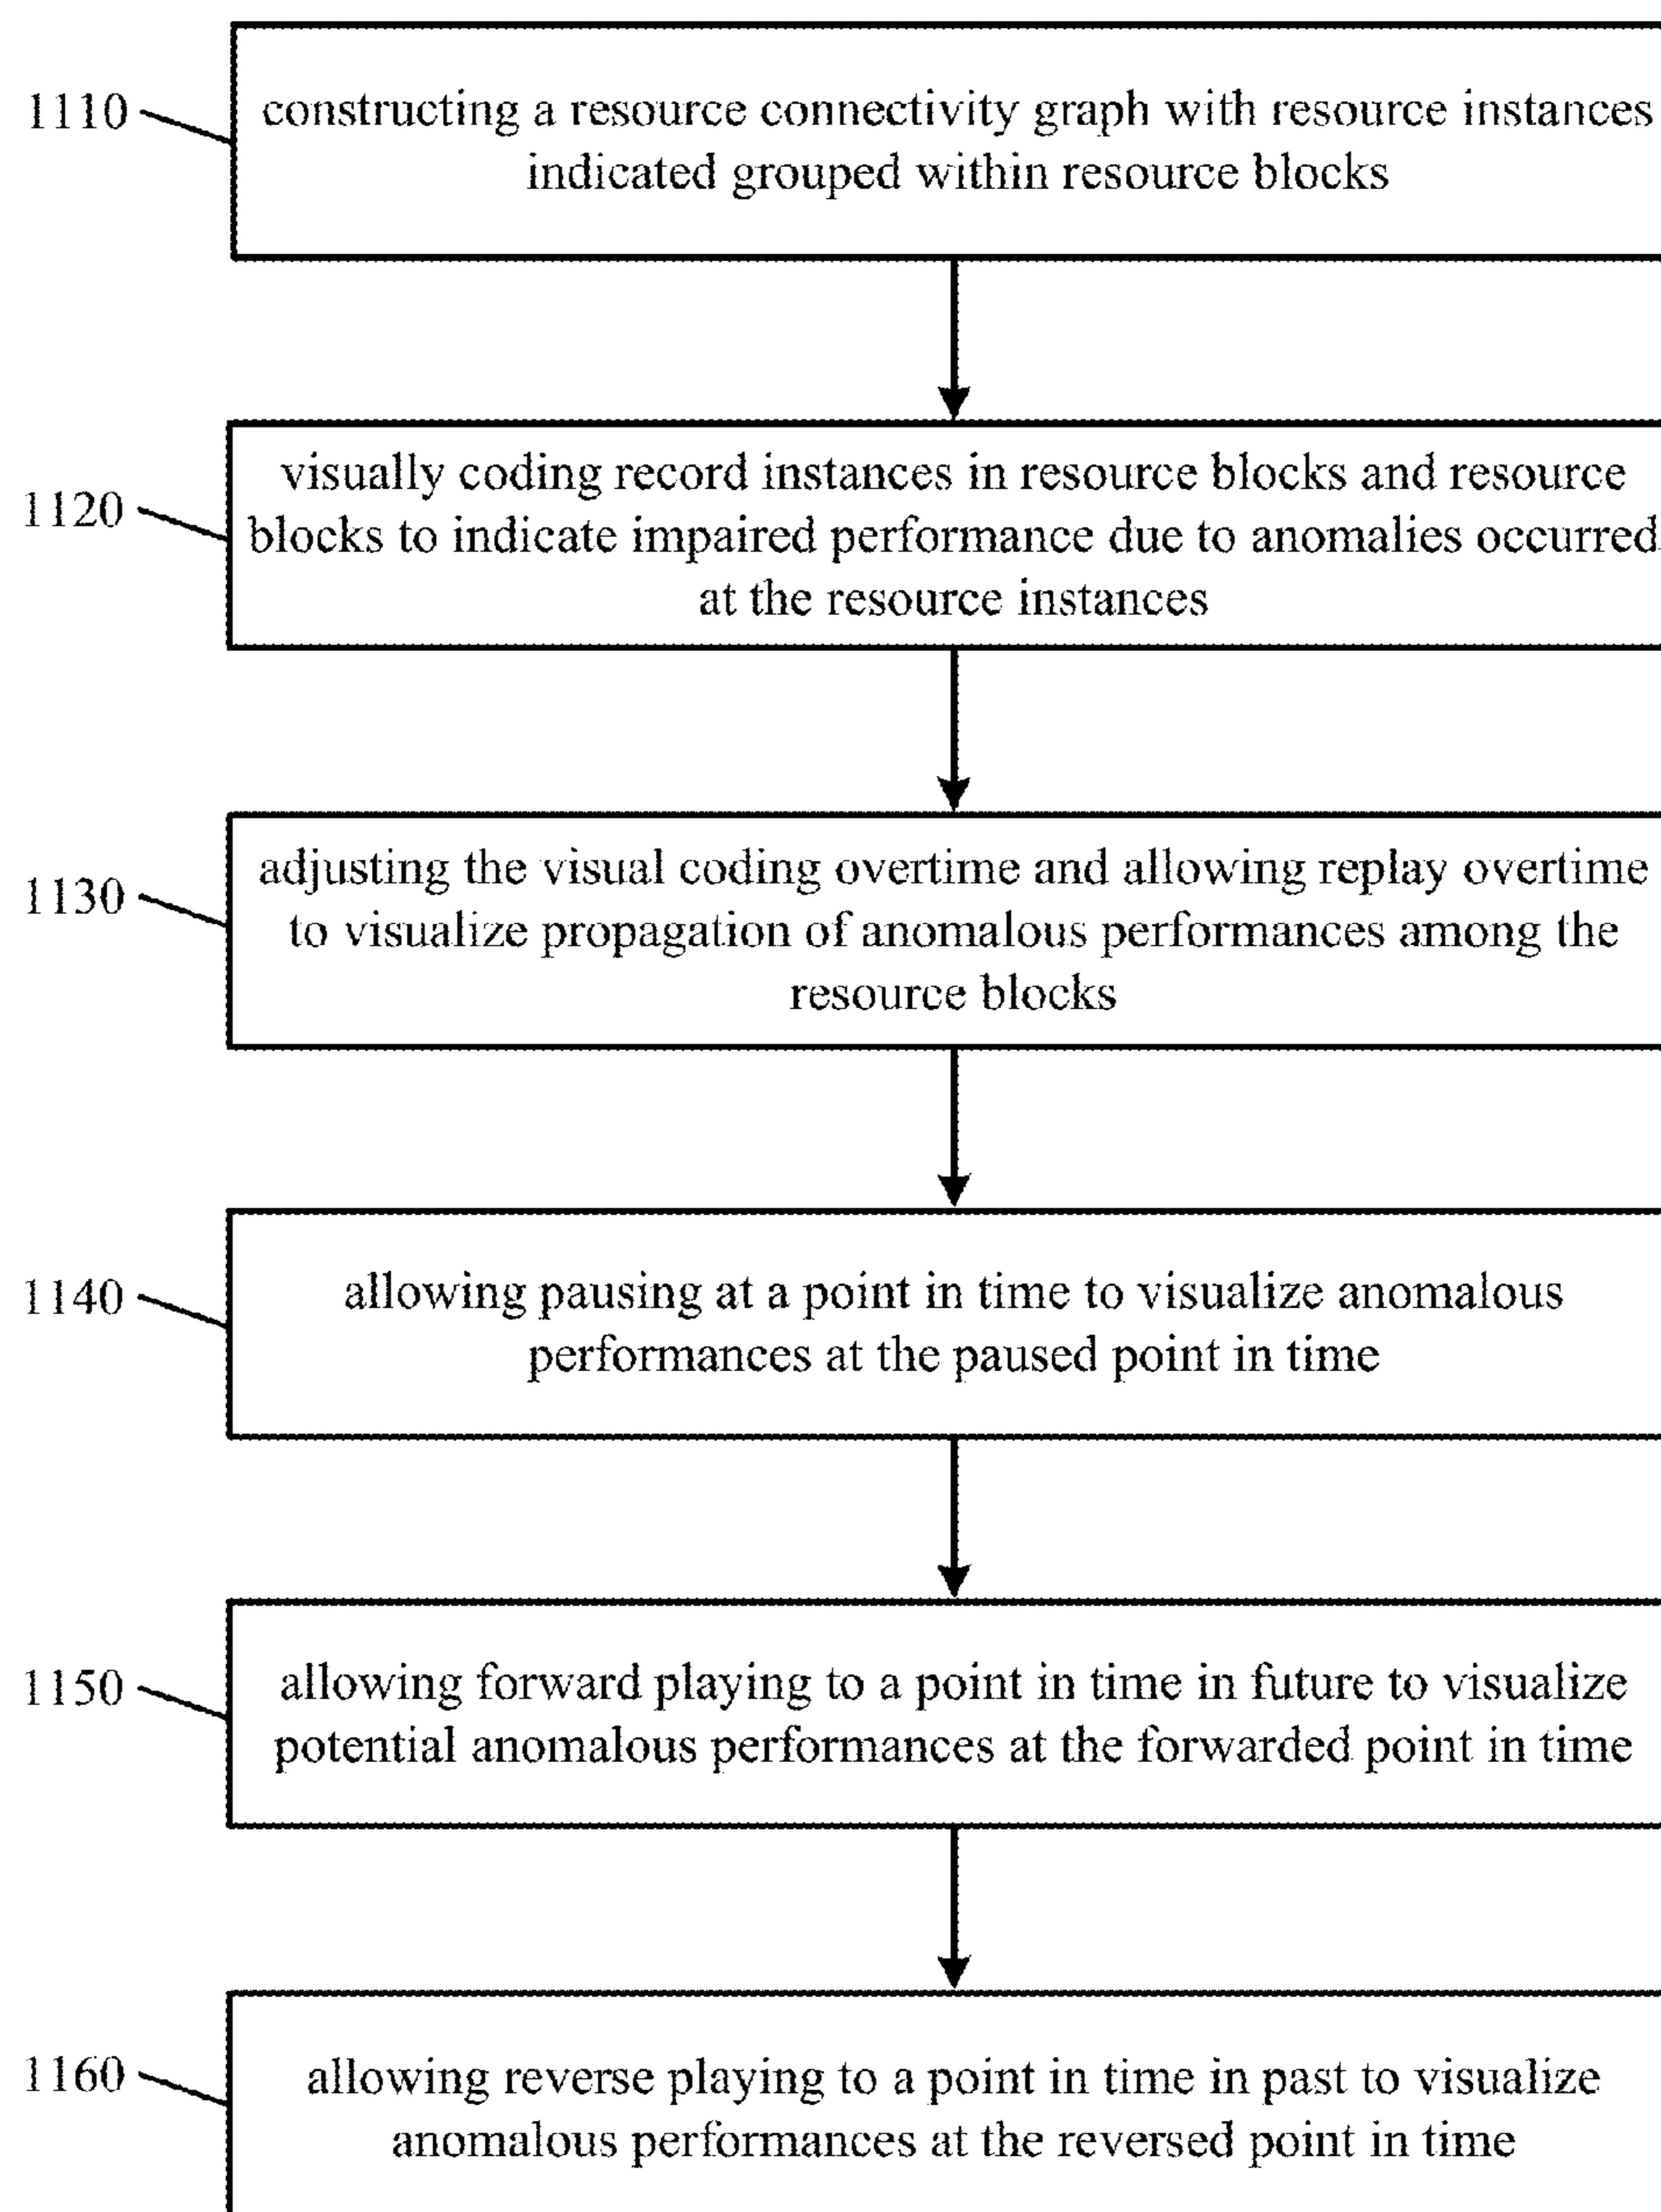 1110
constructing a resource connectivity graph with resource instances
indicated grouped within resource blocks
1120
visually coding record instances in resource blocks and resource
blocks to indicate impaired performance due to anomalies occurred
at the resource instances
1130
adjusting the visual coding overtime and allowing replay overtime
to visualize propagation of anomalous performances among the
resource blocks
1140
allowing pausing at a point in time to visualize anomalous
performances at the paused point in time
1150
allowing forward playing to a point in time in future to visualize
potential anomalous performances at the forwarded point in time
1160
allowing reverse playing to a point in time in past to visualize
anomalous performances at the reversed point in time